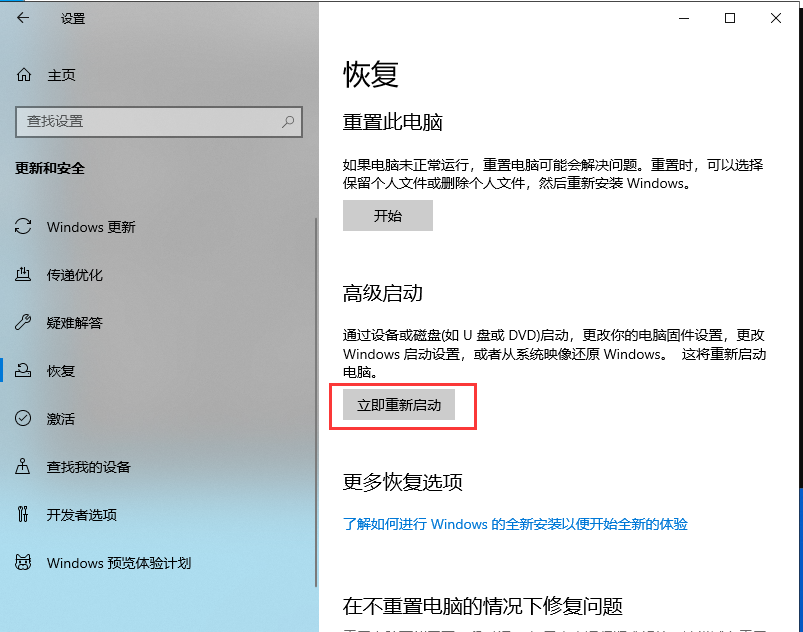 设置
主页
查找设置
更新和安全
Windows 更新
传递优化
疑难解答
恢复
激活
查找我的设备
开发者选项
Windows 预览体验计划
恢复
重置此电脑
如果电脑未正常运行，重置电脑可能会解决问题。重置时，可以选择
保留个人文件或删除个人文件，然后重新安装 Windows。
开始
高级启动
通过设备或磁盘(如 U 盘或 DVD)启动，更改你的电脑固件设置，更改
Windows 启动设置，或者从系统映像还原 Windows。 这将重新启动
电脑。
立即重新启动
更多恢复选项
了解如何进行 Windows 的全新安装以便开始全新的体验
在不重置电脑的情况下修复问题